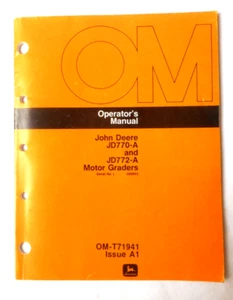 OM
Operator's
Manual
John Deere
JD770-A
and
JD772-A
Motor Graders
OM-T71941
Issue A1